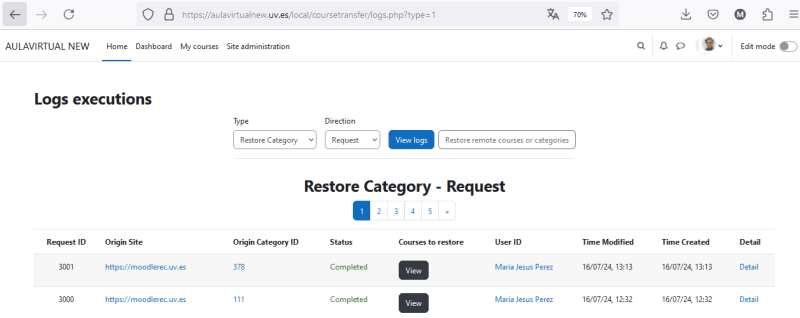 https://aulavirtualnew.uv.es/local/coursetransfer/logs.php?type=1
70%
AULAVIRTUAL NEW
Home
Dashboard
My courses
Site administration
Edit mode
Logs executions
Type
Direction
Restore Category
Request
View logs
Restore remote courses or categories
Restore Category - Request
1 2 3 4 5 »
Request ID Origin Site Origin Category ID Status Courses to restore User ID Time Modified Time Created Detail
3001 https://moodlerec.uv.es 378 Completed View Maria Jesus Perez 16/07/24, 13:13 16/07/24, 13:13 Detail
3000 https://moodlerec.uv.es 111 Completed View Maria Jesus Perez 16/07/24, 12:32 16/07/24, 12:32 Detail